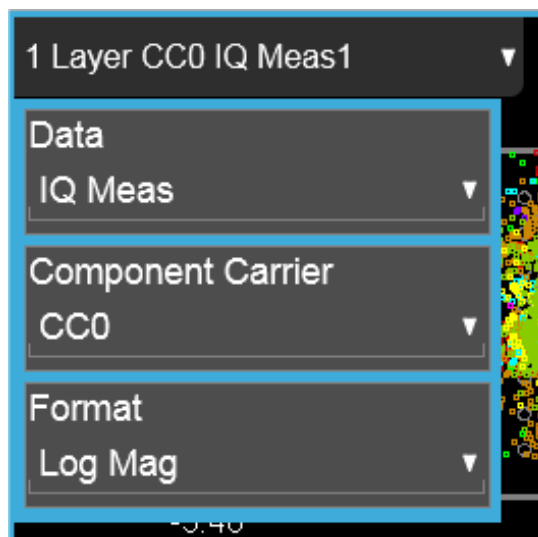 1 Layer CC0 IQ Meas1
Data
IQ Meas
Component Carrier
CC0
Format
Log Mag